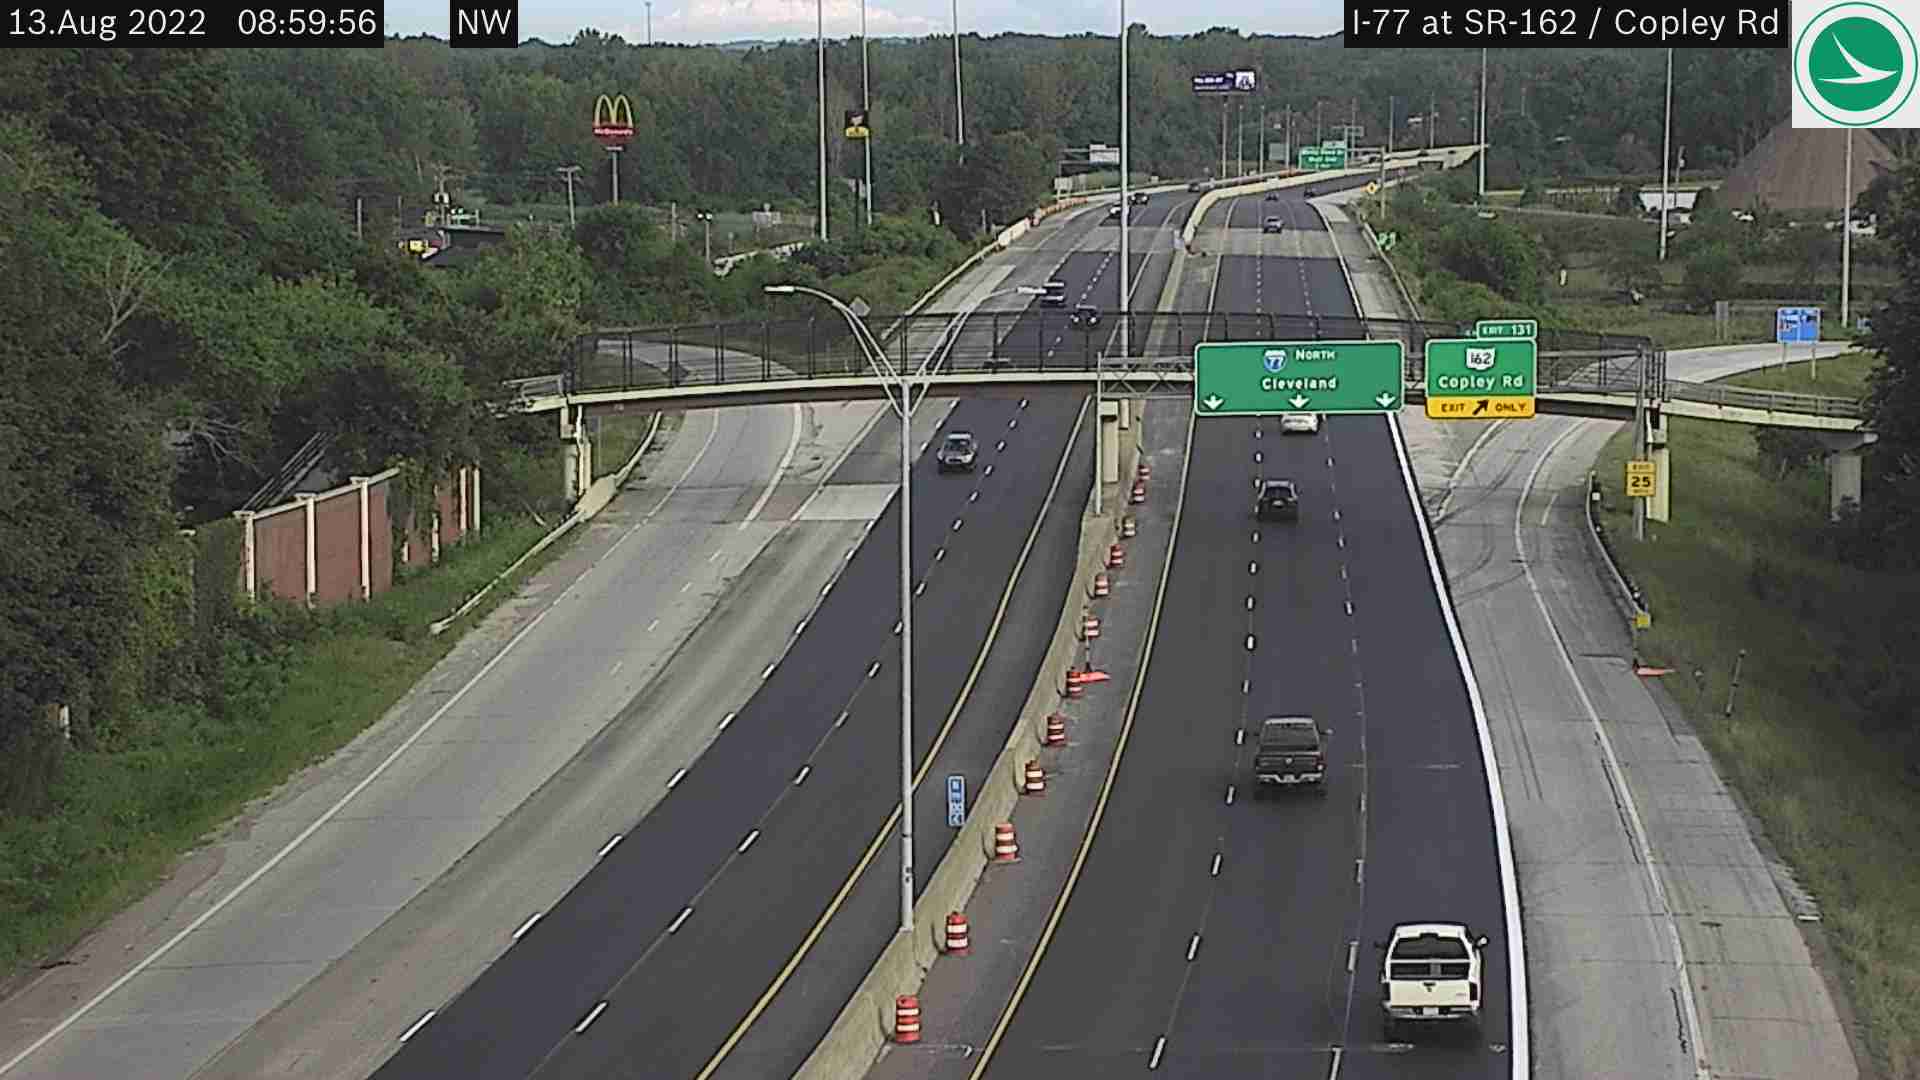 13.Aug 2022 08:59:56
NW
I-77 at SR-162 / Copley Rd
McDonald's
EXIT 131
77 NORTH
Cleveland
162
Copley Rd
EXIT ONLY
EXIT
25